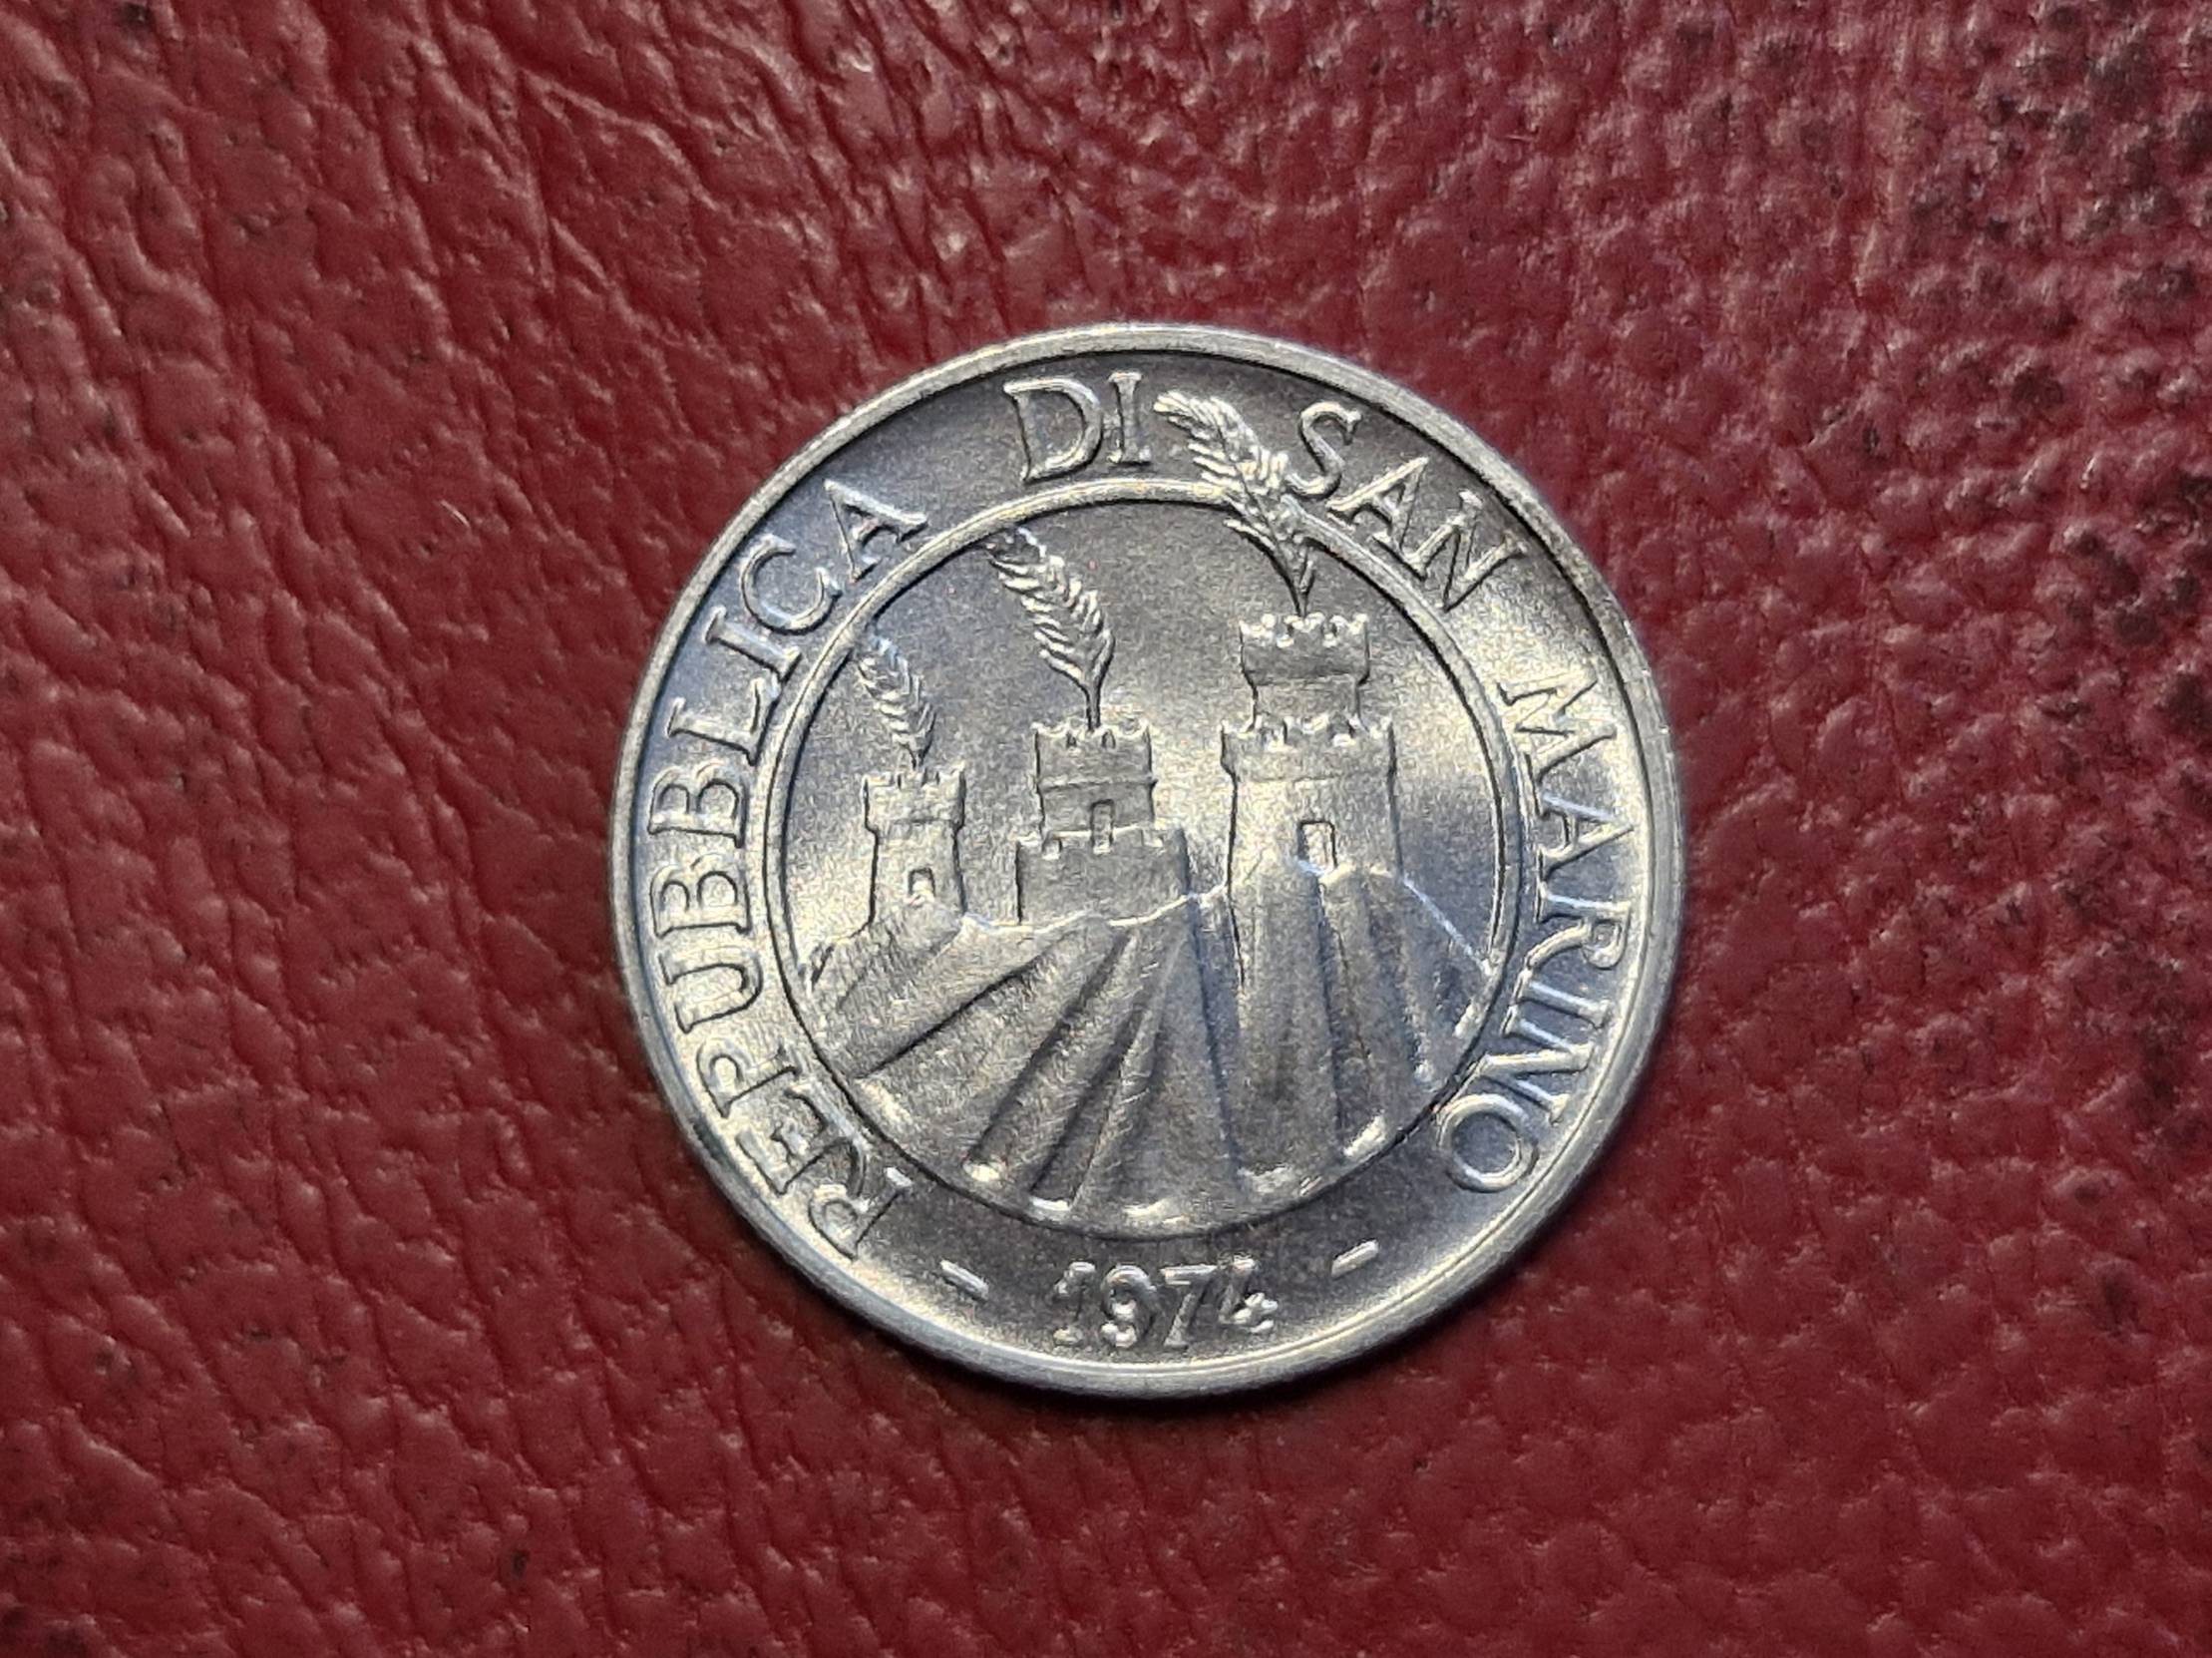 REPUBBLICA DI SAN MARINO
- 1974 -